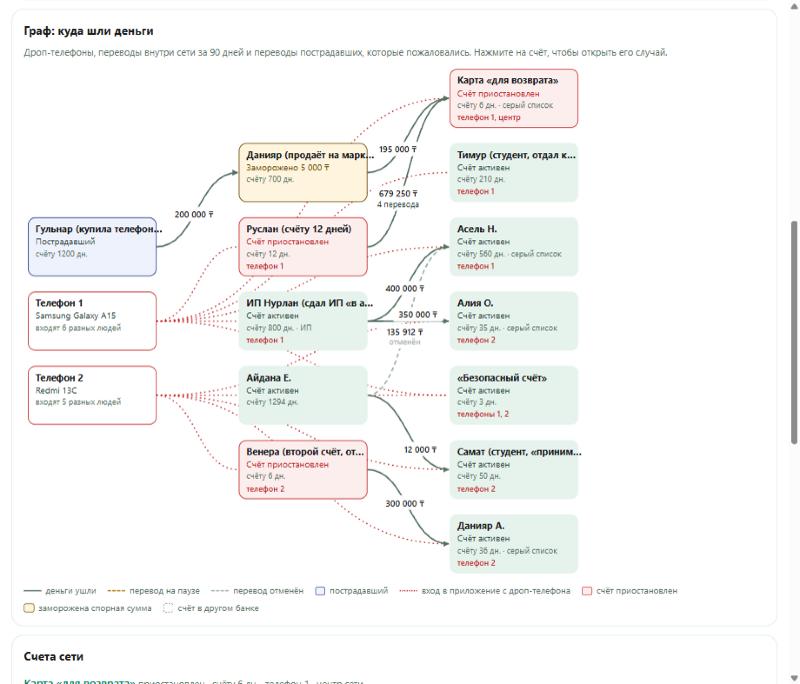 Граф: куда шли деньги
Дроп-телефоны, переводы внутри сети за 90 дней и переводы пострадавших, которые пожаловались. Нажмите на счёт, чтобы открыть его случай.
Карта «для возврата»
Счёт приостановлен
счёту 6 дн. · серый список
телефон 1, центр
Данияр (продаёт на марк...
Заморожено 5 000 ₸
счёту 700 дн.
195 000 ₸
Тимур (студент, отдал к...
Счёт активен
счёту 210 дн.
телефон 1
679 250 ₸
4 перевода
200 000 ₸
Гульнар (купила телефон...
Пострадавший
счёту 1200 дн.
Руслан (счёту 12 дней)
Счёт приостановлен
счёту 12 дн.
телефон 1
Асель Н.
Счёт активен
счёту 560 дн. · серый список
телефон 1
400 000 ₸
Телефон 1
Samsung Galaxy A15
входят 6 разных людей
ИП Нурлан (сдал ИП «в а...
Счёт активен
счёту 800 дн. · ИП
телефон 1
350 000 ₸
135 912 ₸
отменён
Алия О.
Счёт активен
счёту 35 дн. · серый список
телефон 2
Телефон 2
Redmi 13C
входят 5 разных людей
Айдана Е.
Счёт активен
счёту 1294 дн.
«Безопасный счёт»
Счёт активен
счёту 3 дн.
телефоны 1, 2
12 000 ₸
Венера (второй счёт, от...
Счёт приостановлен
счёту 6 дн.
телефон 2
Самат (студент, «приним...
Счёт активен
счёту 50 дн.
телефон 2
300 000 ₸
Данияр А.
Счёт активен
счёту 36 дн. · серый список
телефон 2
деньги ушли
перевод на паузе
перевод отменён
пострадавший
вход в приложение с дроп-телефона
счёт приостановлен
заморожена спорная сумма
счёт в другом банке
Счета сети
Карта «для возврата» приостановлен · счёту 6 дн. · телефон 1 · центр сети